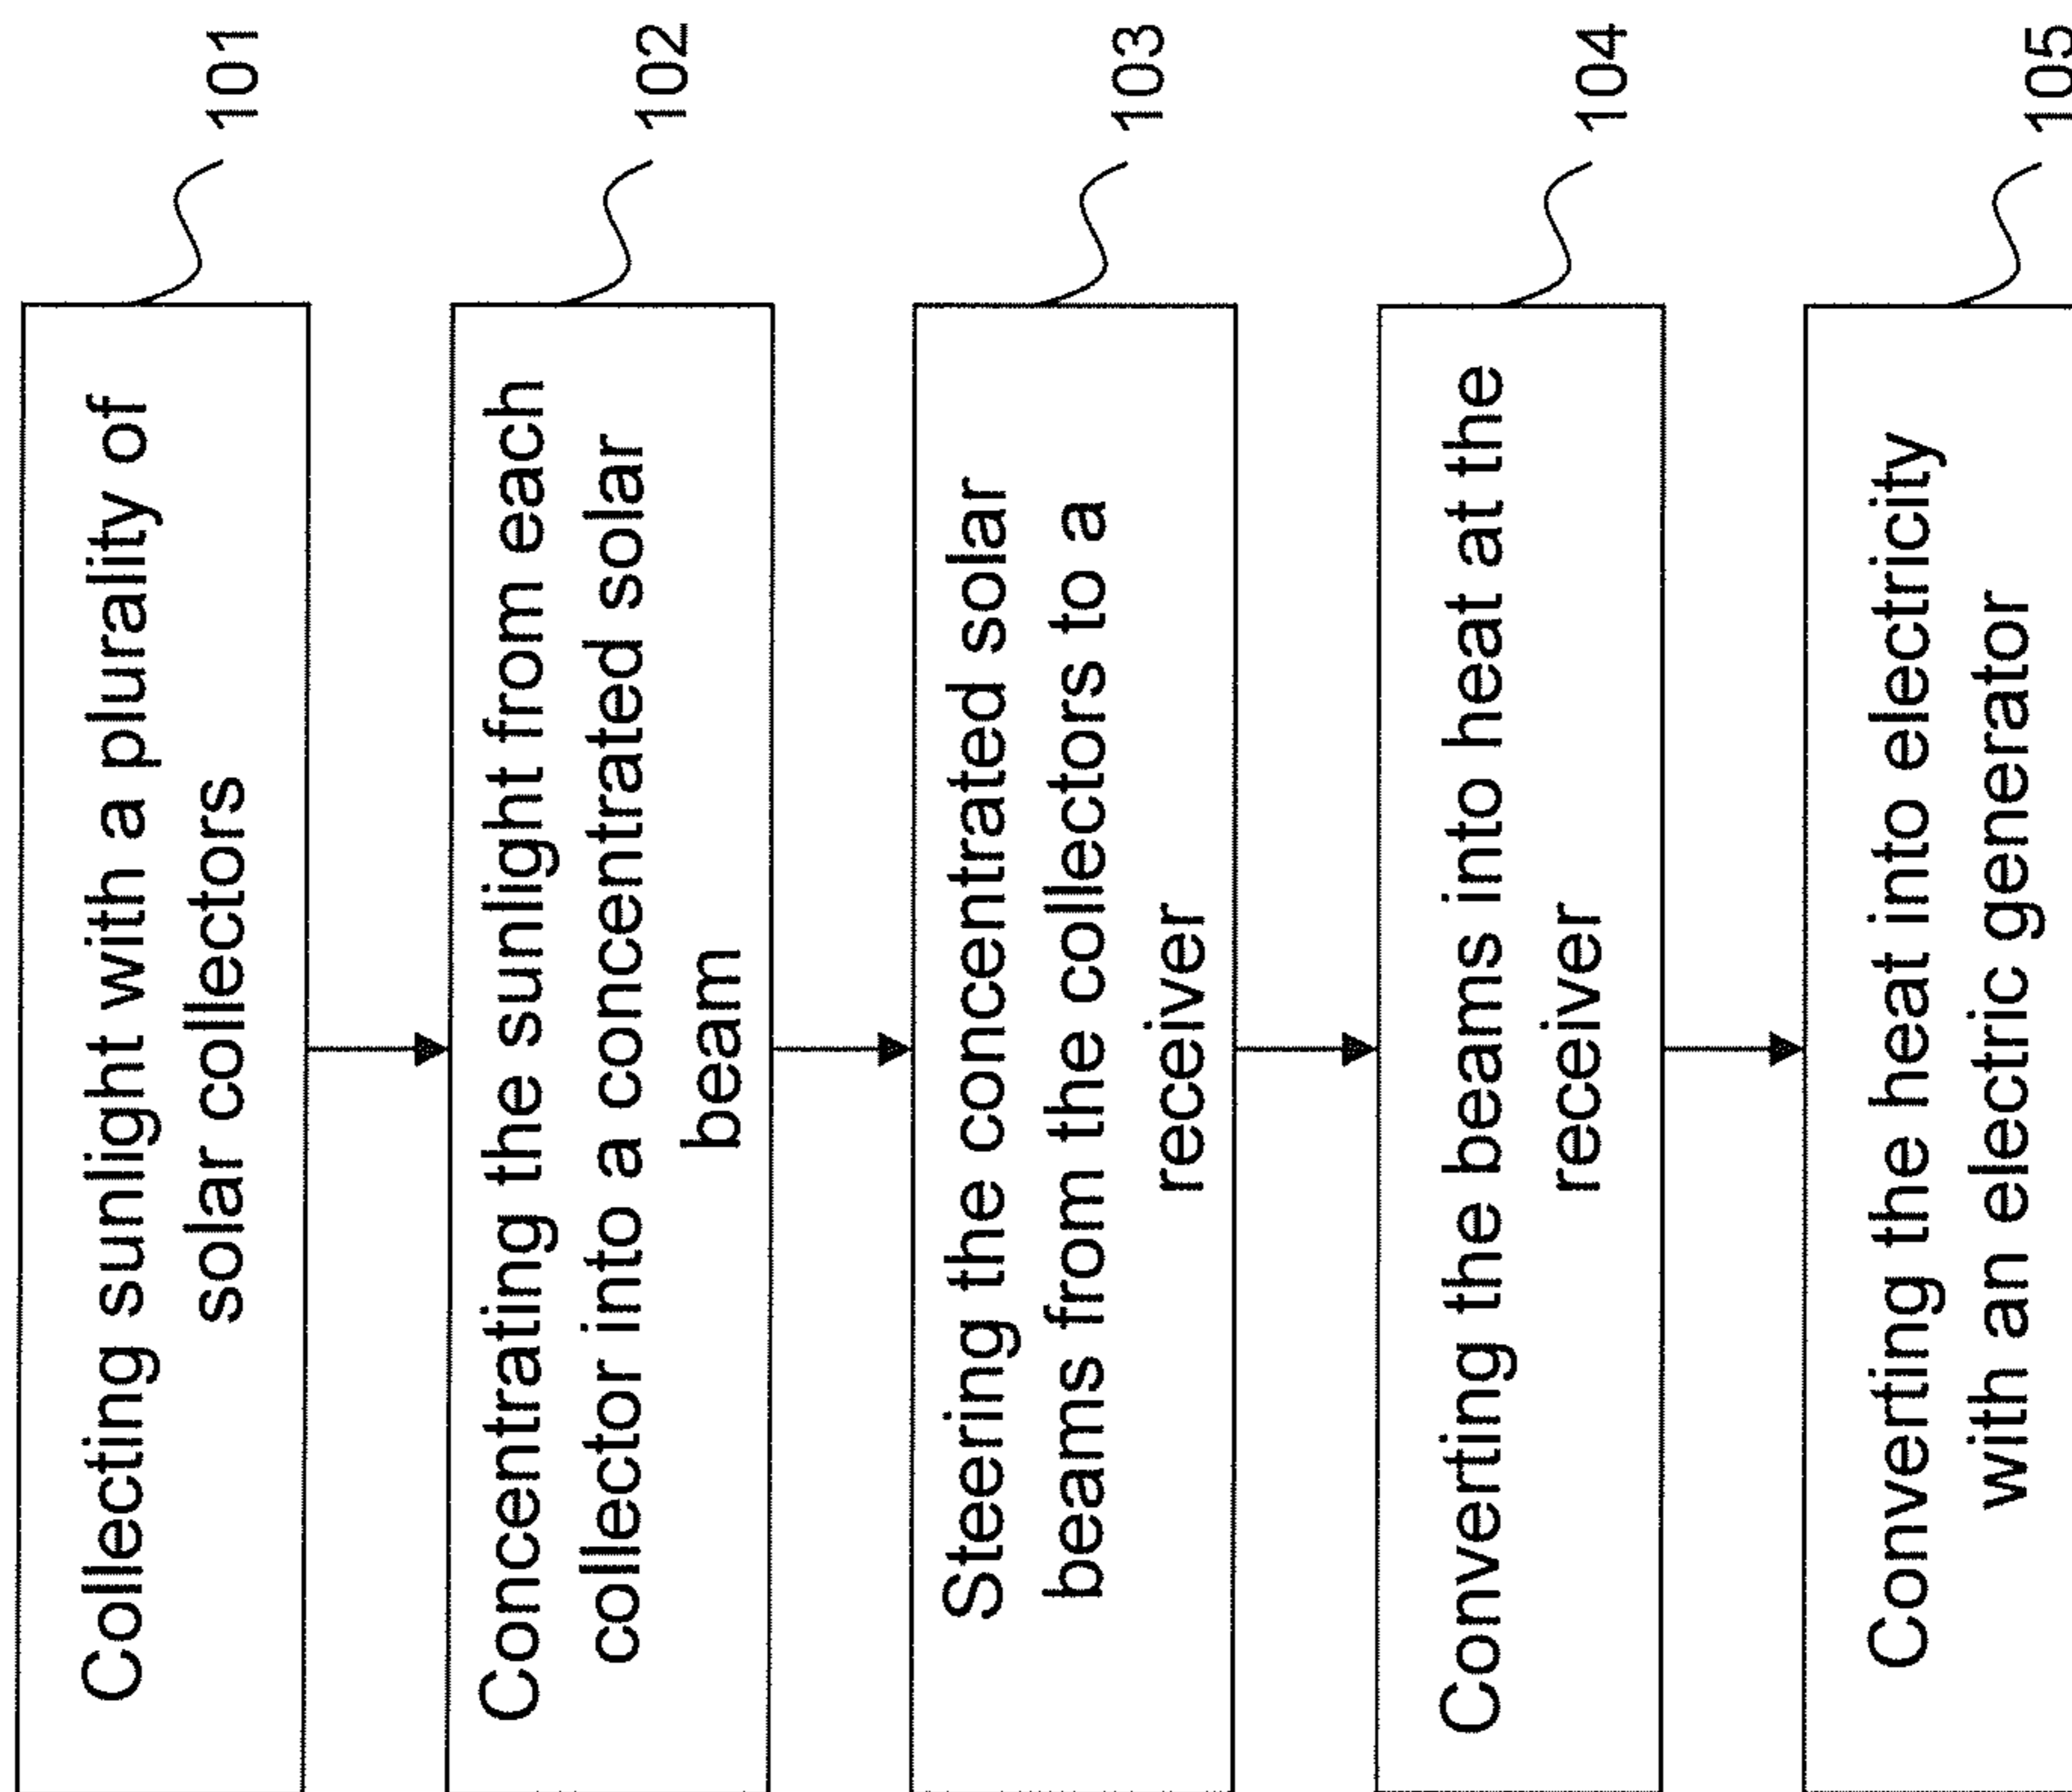 Collecting sunlight with a plurality of
solar collectors
101
Concentrating the sunlight from each
collector into a concentrated solar
beam
102
Steering the concentrated solar
beams from the collectors to a
receiver
103
Converting the beams into heat at the
receiver
104
Converting the heat into electricity
with an electric generator
105